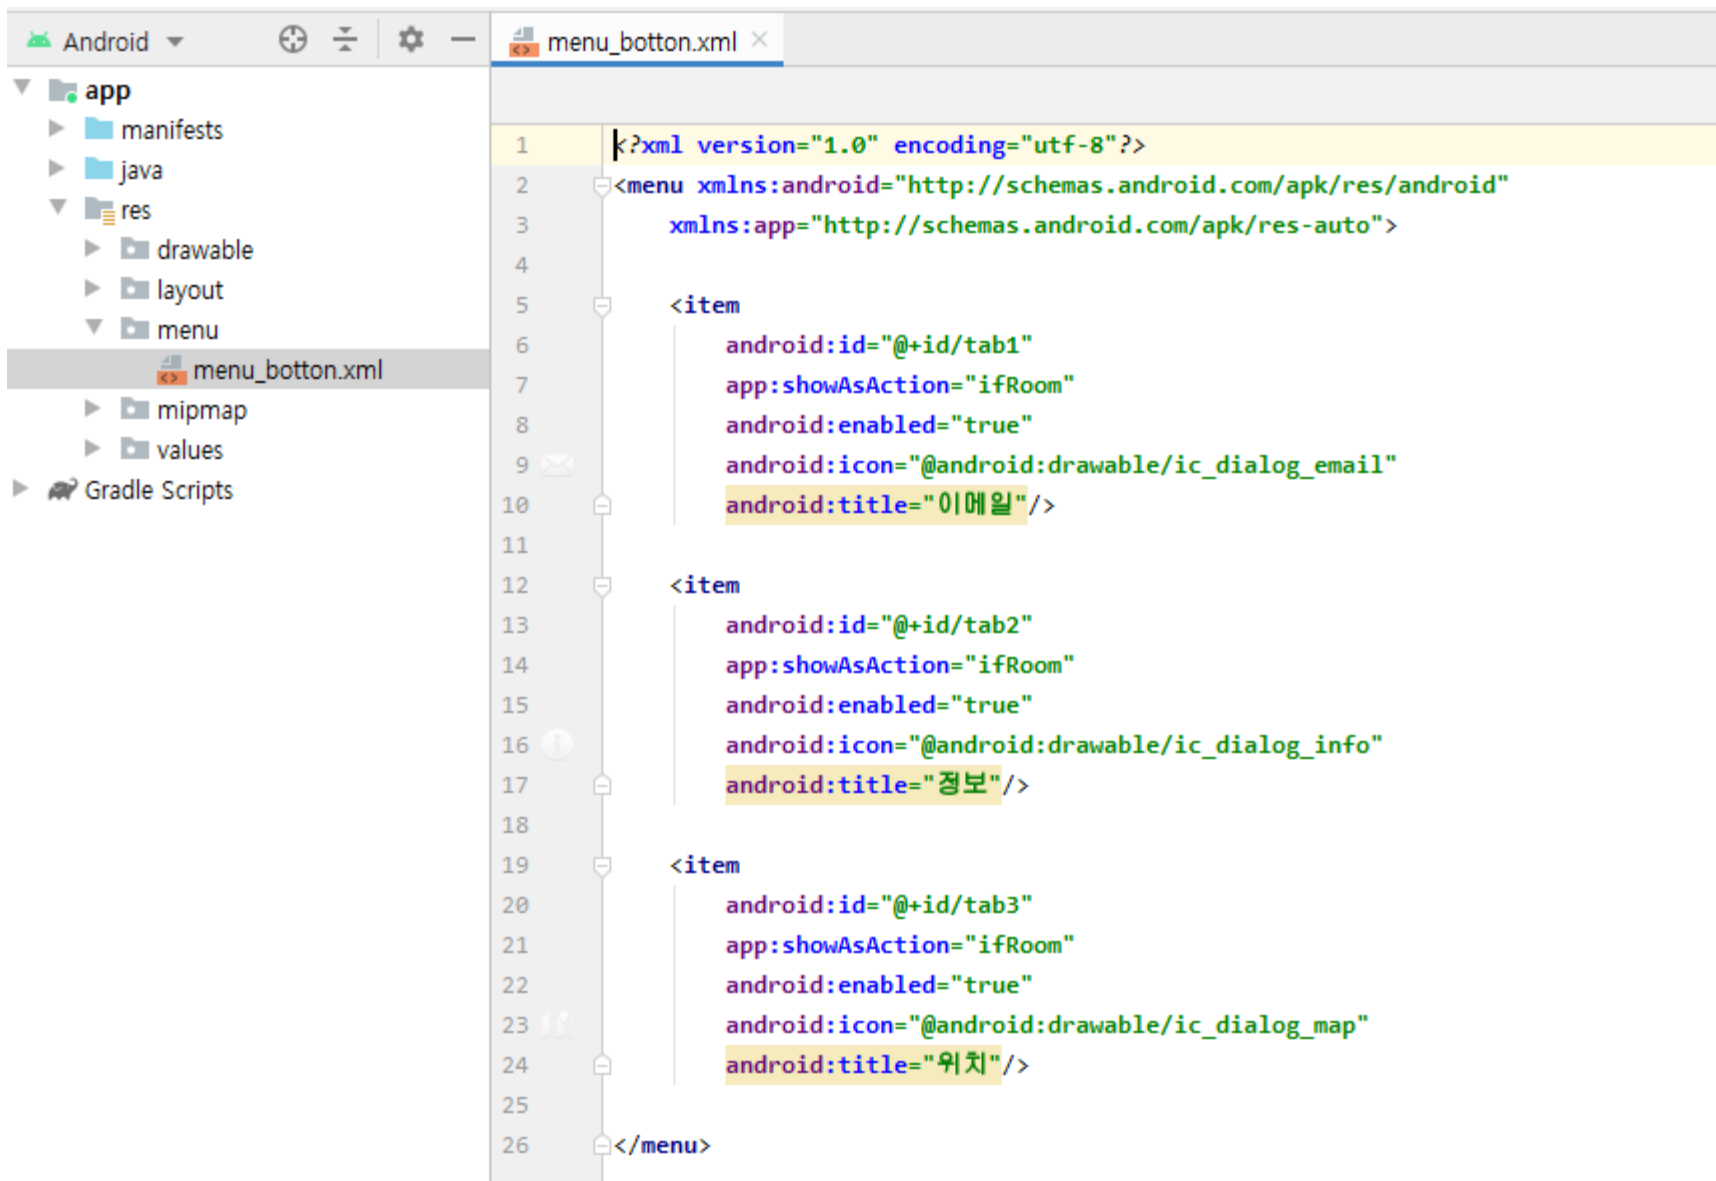 Android
app
manifests
java
res
drawable
layout
menu
menu_botton.xml
mipmap
values
Gradle Scripts
menu_botton.xml
1 <?xml version="1.0" encoding="utf-8"?>
2 <menu xmlns:android="http://schemas.android.com/apk/res/android"
3 xmlns:app="http://schemas.android.com/apk/res-auto">
4
5 <item
6 android:id="@+id/tab1"
7 app:showAsAction="ifRoom"
8 android:enabled="true"
9 android:icon="@android:drawable/ic_dialog_email"
10 android:title="이메일"/>
11
12 <item
13 android:id="@+id/tab2"
14 app:showAsAction="ifRoom"
15 android:enabled="true"
16 android:icon="@android:drawable/ic_dialog_info"
17 android:title="정보"/>
18
19 <item
20 android:id="@+id/tab3"
21 app:showAsAction="ifRoom"
22 android:enabled="true"
23 android:icon="@android:drawable/ic_dialog_map"
24 android:title="위치"/>
25
26 </menu>